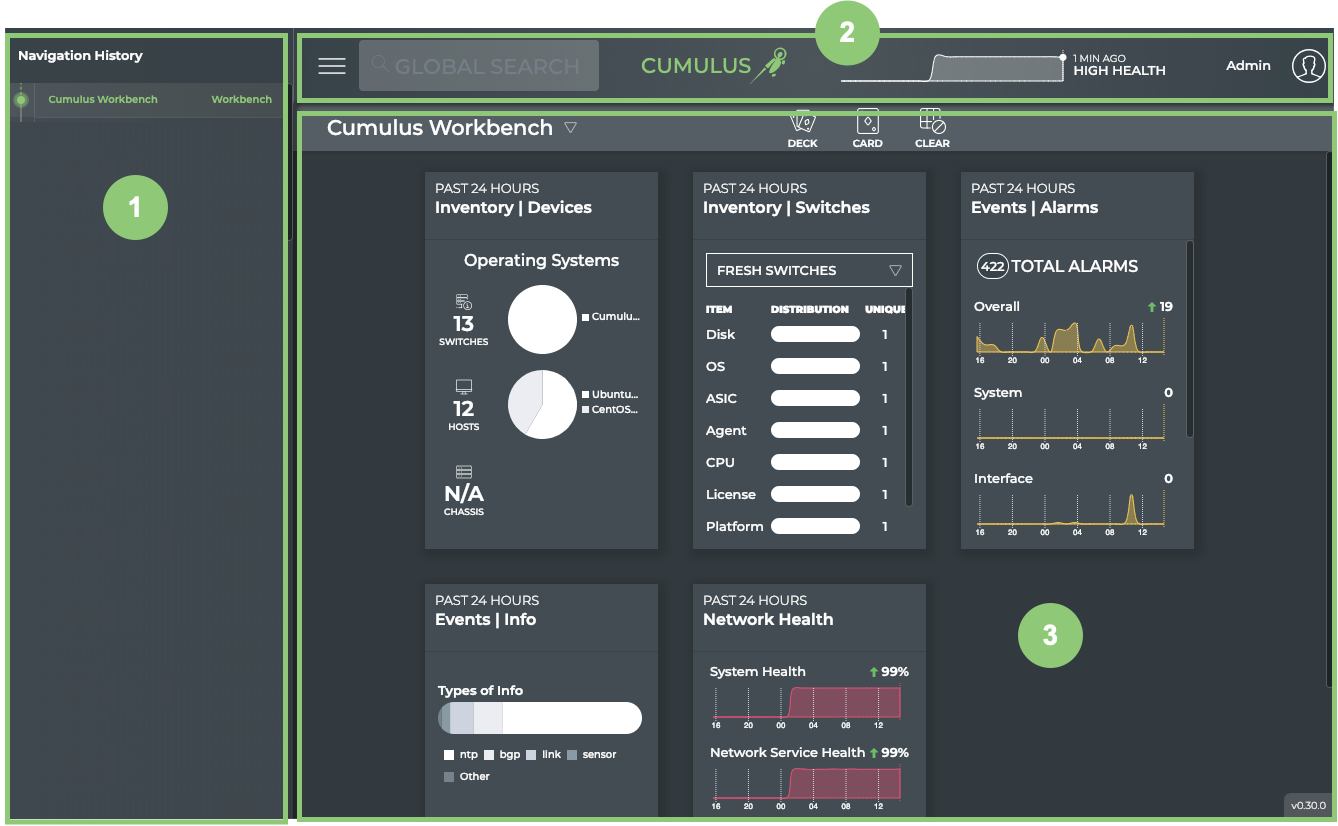 Navigation History
Cumulus Workbench Workbench
1
2
GLOBAL SEARCH
CUMULUS
1 MIN AGO
HIGH HEALTH
Admin
Cumulus Workbench
DECK CARD CLEAR
PAST 24 HOURS
Inventory | Devices
Operating Systems
13
SWITCHES
Cumulu...
12
HOSTS
Ubuntu...
CentOS...
N/A
CHASSIS
PAST 24 HOURS
Inventory | Switches
FRESH SWITCHES
ITEM DISTRIBUTION UNIQUE
Disk 1
OS 1
ASIC 1
Agent 1
CPU 1
License 1
Platform 1
PAST 24 HOURS
Events | Alarms
422 TOTAL ALARMS
Overall 19
16 20 00 04 08 12
System 0
16 20 00 04 08 12
Interface 0
16 20 00 04 08 12
PAST 24 HOURS
Events | Info
Types of Info
ntp bgp link sensor
Other
PAST 24 HOURS
Network Health
System Health 99%
16 20 00 04 08 12
Network Service Health 99%
16 20 00 04 08 12
3
v0.30.0